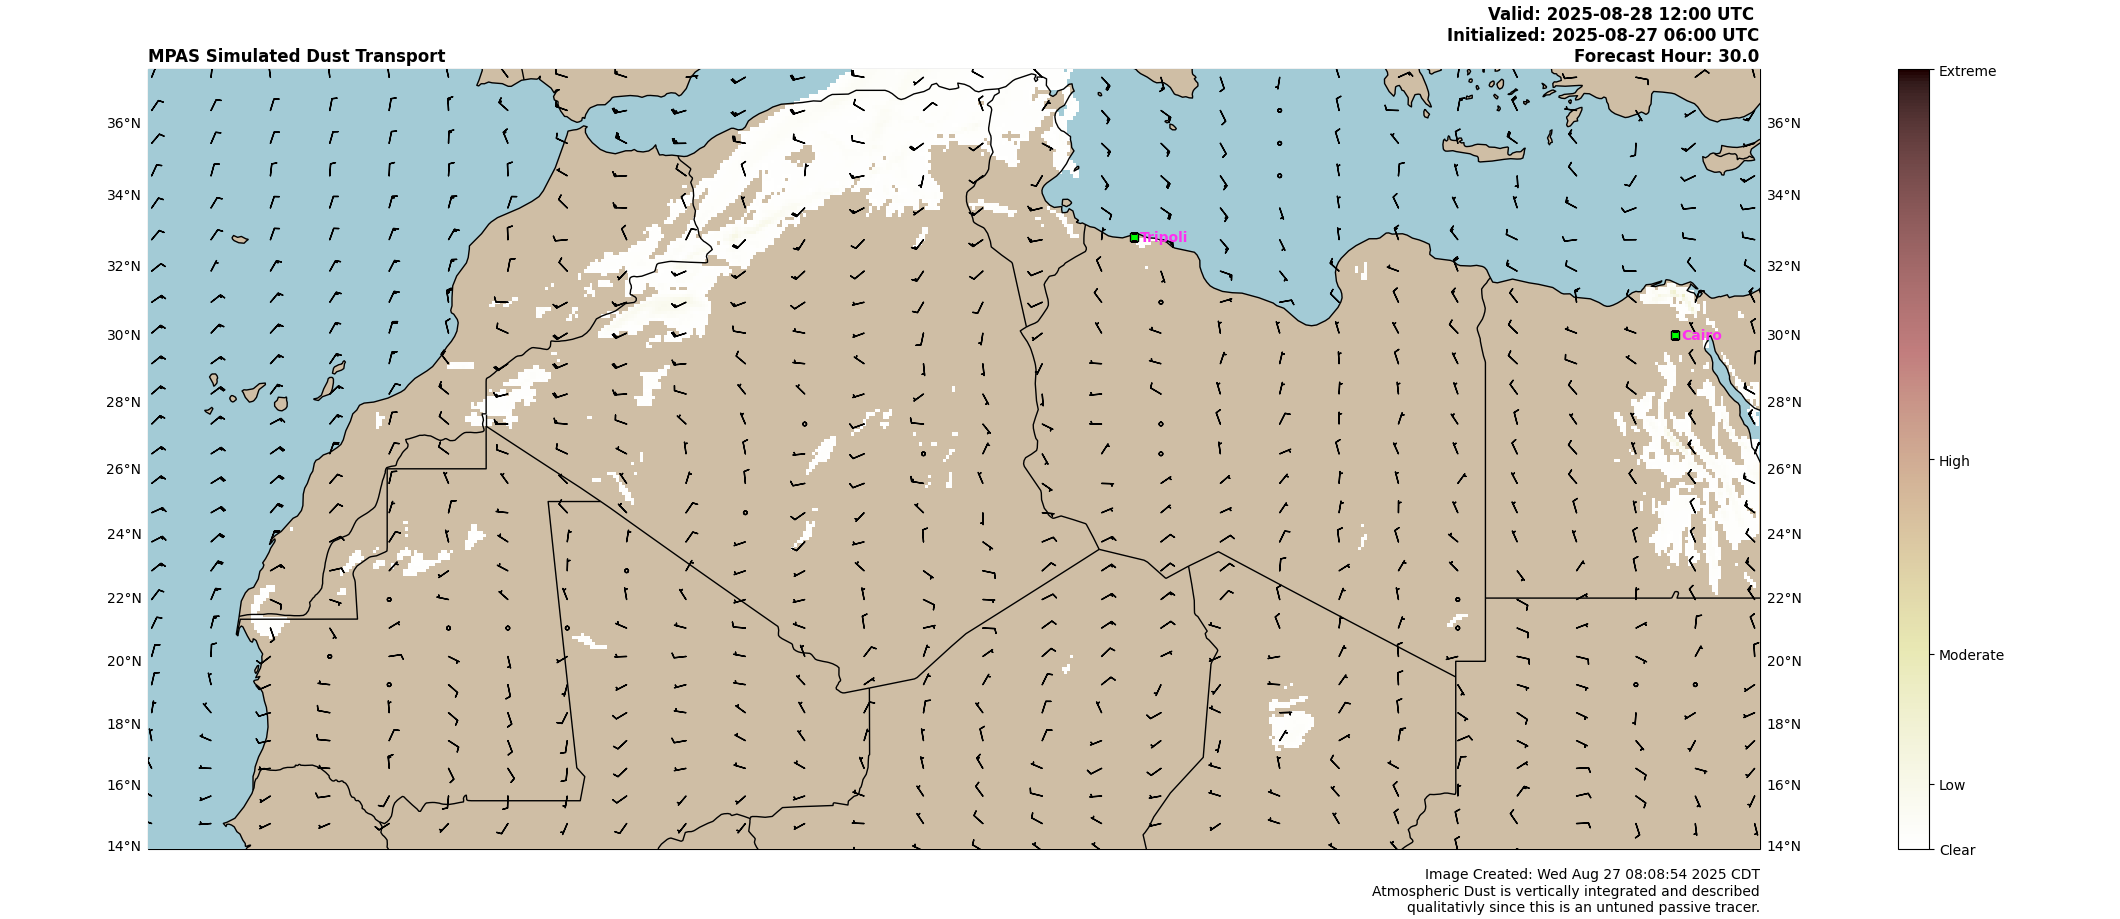 Valid: 2025-08-28 12:00 UTC
Initialized: 2025-08-27 06:00 UTC
MPAS Simulated Dust Transport
Forecast Hour: 30.0
Extreme
36°N
36°N
34°N
34°N
Tripoli
32°N
32°N
30°N
Cairo
30°N
28°N
28°N
26°N
26°N
High
24°N
24°N
22°N
22°N
20°N
20°N
Moderate
18°N
18°N
16°N
16°N
Low
14°N
14°N
Clear
Image Created: Wed Aug 27 08:08:54 2025 CDT
Atmospheric Dust is vertically integrated and described
qualitativly since this is an untuned passive tracer.